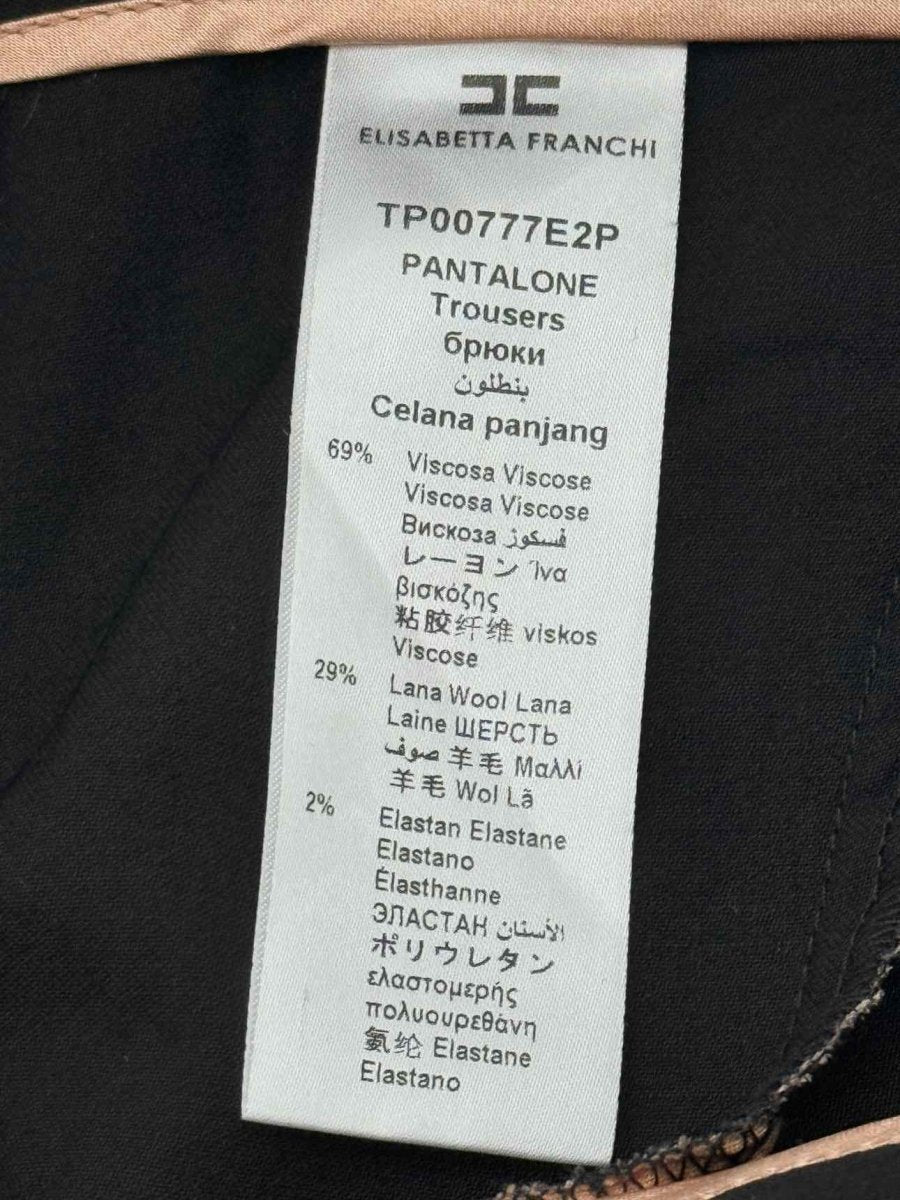 ELISABETTA FRANCHI
TP00777E2P
PANTALONE
Trousers
брюки
بنطلون
Celana panjang
69% Viscosa Viscose
Viscosa Viscose
Вискоза فسكوز
レーヨン Ίνα
βισκόζης
粘胶纤维 viskos
Viscose
29% Lana Wool Lana
Laine ШЕРСТЬ
صوف 羊毛 Μαλλί
羊毛 Wol Lã
2% Elastan Elastane
Elastano
Élasthanne
ЭЛАСТАН الأستان
ポリウレタン
ελαστομερής
πολυουρεθάνη
氨纶 Elastane
Elastano